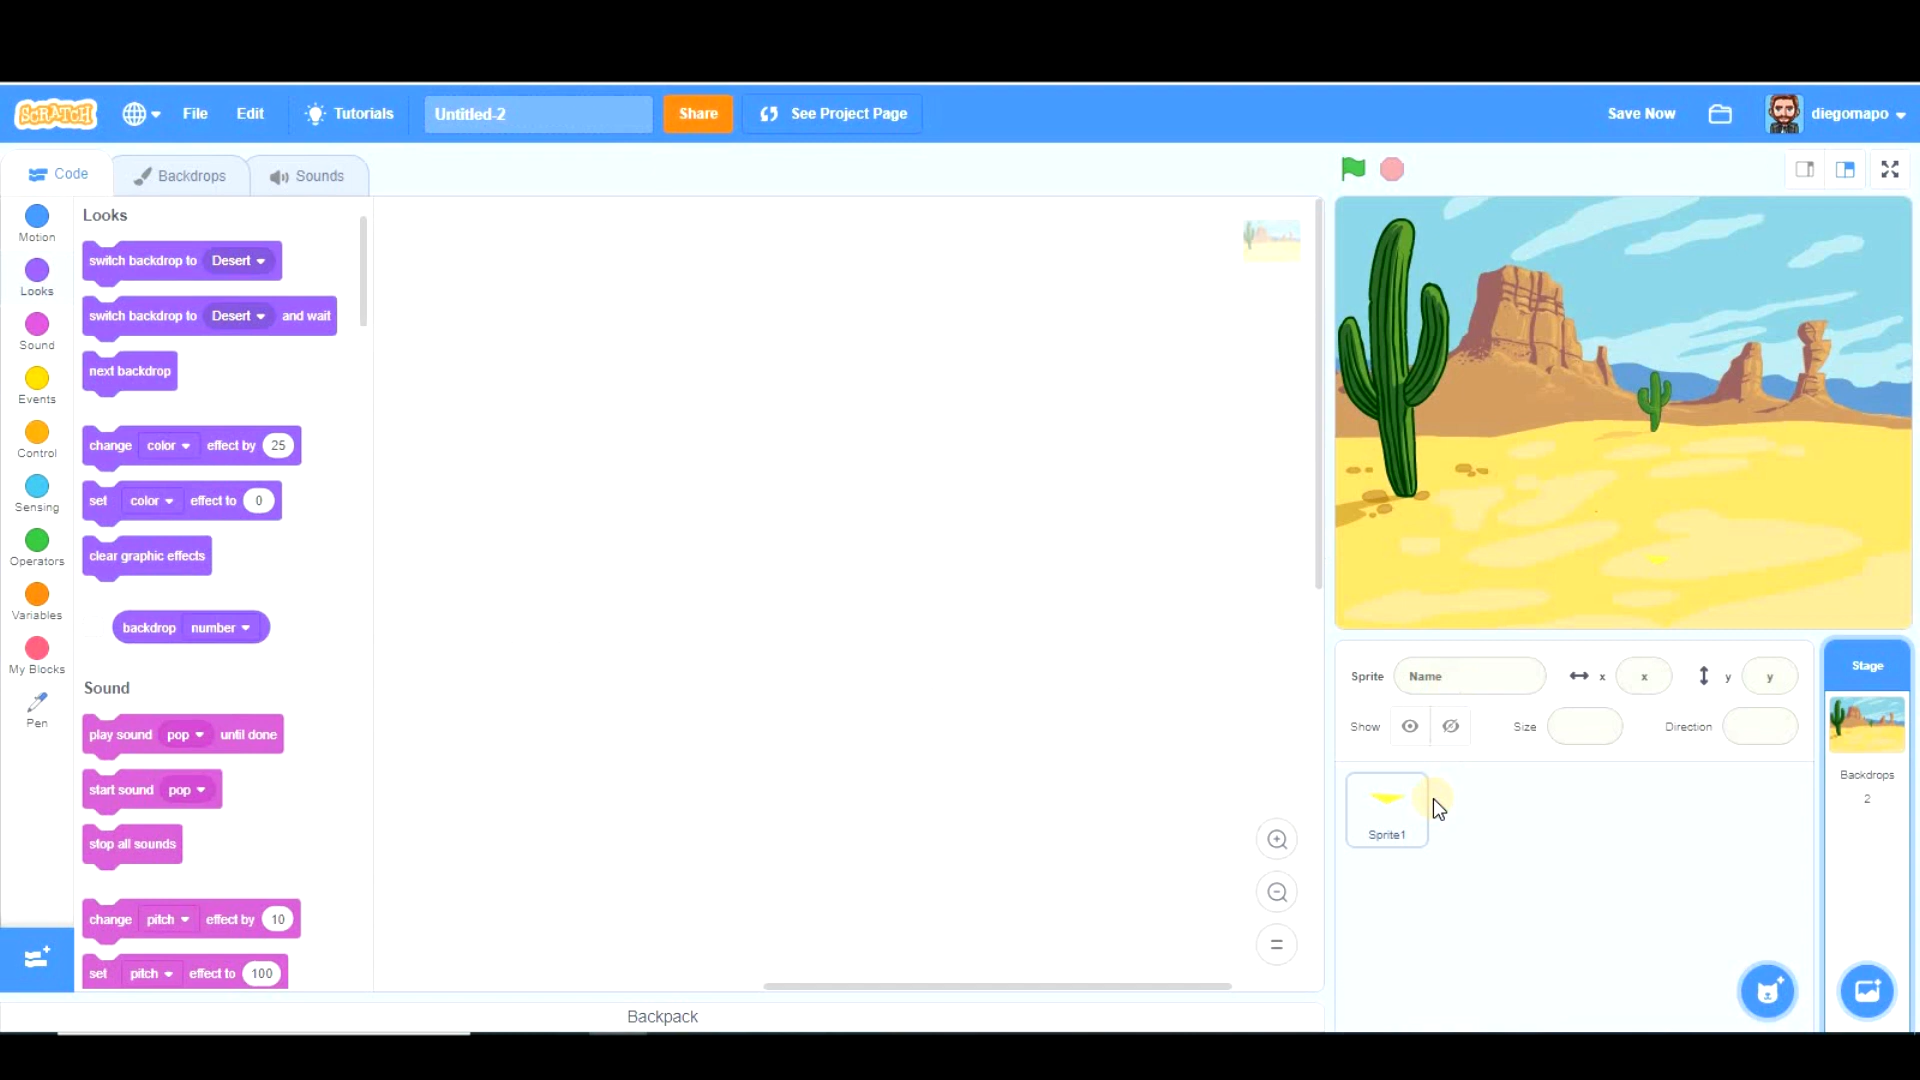 SCRATCH File Edit Tutorials Untitled-2 Share See Project Page Save Now diegomapo
Code Backdrops Sounds
Motion
Looks
Sound
Events
Control
Sensing
Operators
Variables
My Blocks
Pen
Looks
switch backdrop to Desert
switch backdrop to Desert and wait
next backdrop
change color effect by 25
set color effect to 0
clear graphic effects
backdrop number
Sound
play sound pop until done
start sound pop
stop all sounds
change pitch effect by 10
set pitch effect to 100
Backpack
Sprite Name x x y y
Show Size Direction
Sprite1
Stage
Backdrops
2